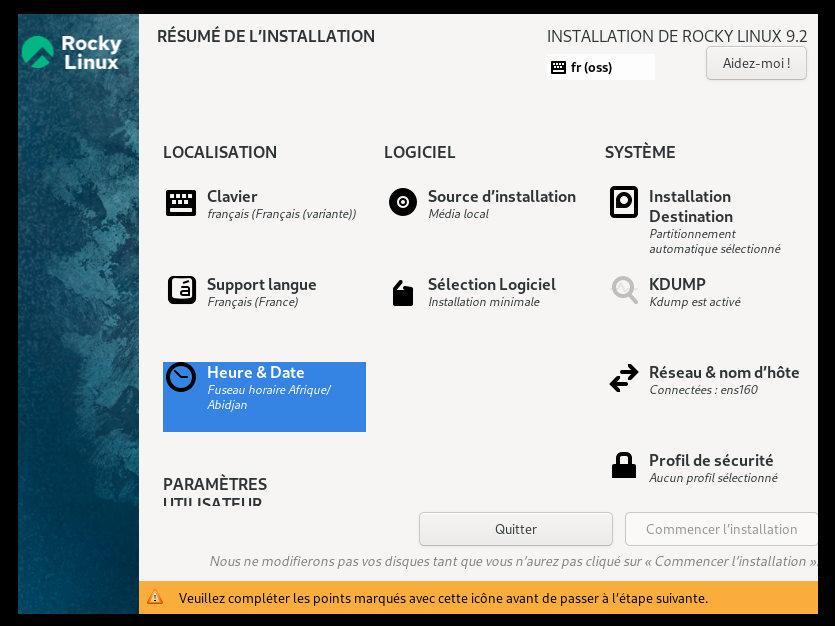 Rocky
Linux
RÉSUMÉ DE L’INSTALLATION
INSTALLATION DE ROCKY LINUX 9.2
fr (oss)
Aidez-moi !
LOCALISATION
Clavier
français (Français (variante))
Support langue
Français (France)
Heure & Date
Fuseau horaire Afrique/
Abidjan
PARAMÈTRES
UTILISATEUR
LOGICIEL
Source d’installation
Média local
Sélection Logiciel
Installation minimale
SYSTÈME
Installation
Destination
Partitionnement
automatique sélectionné
KDUMP
Kdump est activé
Réseau & nom d’hôte
Connectées : ens160
Profil de sécurité
Aucun profil sélectionné
Quitter
Commencer l’installation
Nous ne modifierons pas vos disques tant que vous n’aurez pas cliqué sur « Commencer l’installation ».
Veuillez compléter les points marqués avec cette icône avant de passer à l’étape suivante.